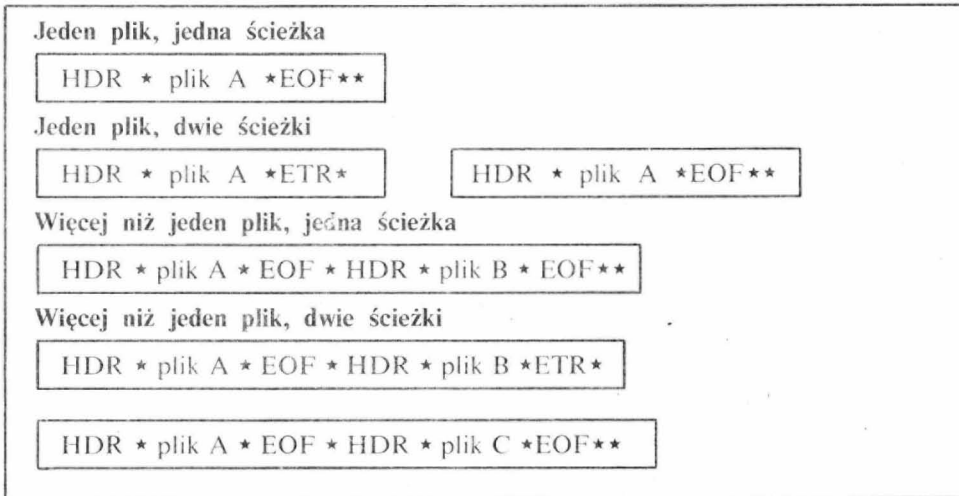 Jeden plik, jedna ścieżka
HDR * plik A *EOF**
Jeden plik, dwie ścieżki
HDR * plik A *ETR* HDR * plik A *EOF**
Więcej niż jeden plik, jedna ścieżka
HDR * plik A * EOF * HDR * plik B * EOF**
Więcej niż jeden plik, dwie ścieżki
HDR * plik A * EOF * HDR * plik B *ETR*
HDR * plik A * EOF * HDR * plik C *EOF**